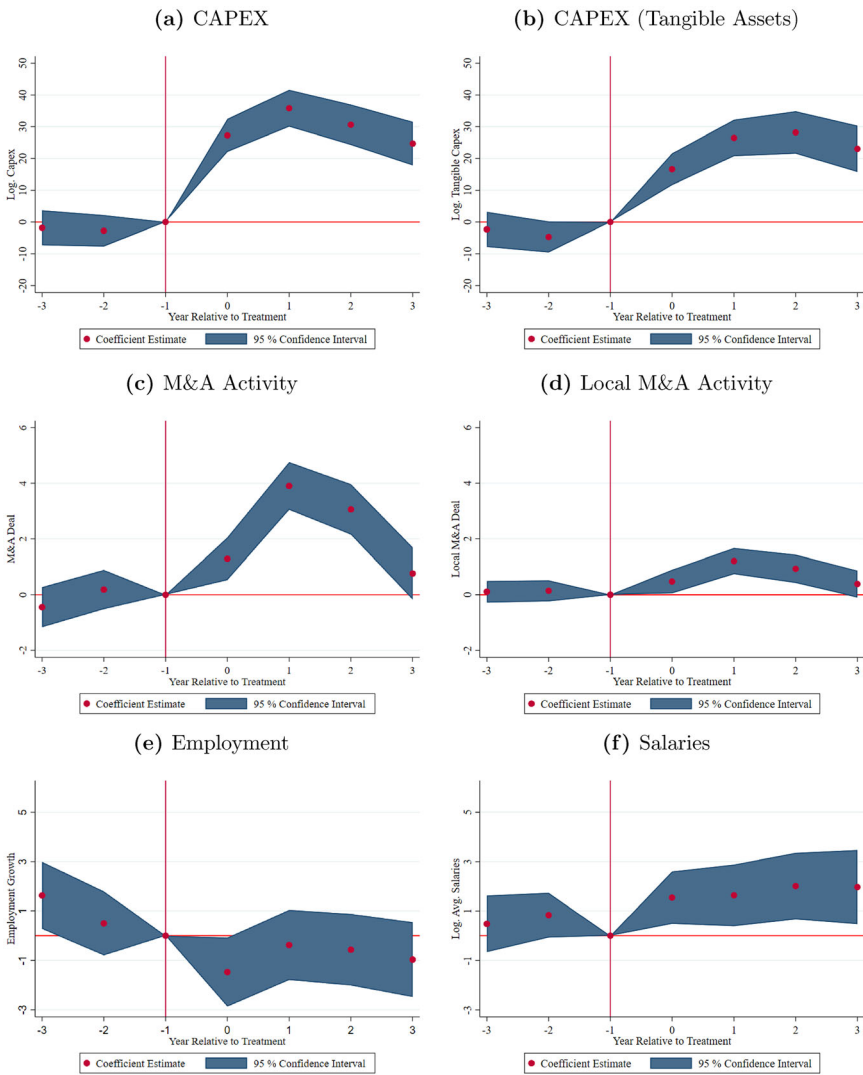 (a) CAPEX
(b) CAPEX (Tangible Assets)
Log. Capex
50
40
30
20
10
0
-10
-20
-3 -2 -1 0 1 2 3
Year Relative to Treatment
Coefficient Estimate 95 % Confidence Interval
Log. Tangible Capex
50
40
30
20
10
0
-10
-20
-3 -2 -1 0 1 2 3
Year Relative to Treatment
Coefficient Estimate 95 % Confidence Interval
(c) M&A Activity
(d) Local M&A Activity
M&A Deal
6
4
2
0
-2
-3 -2 -1 0 1 2 3
Year Relative to Treatment
Coefficient Estimate 95 % Confidence Interval
Local M&A Deal
6
4
2
0
-2
-3 -2 -1 0 1 2 3
Year Relative to Treatment
Coefficient Estimate 95 % Confidence Interval
(e) Employment
(f) Salaries
Employment Growth
5
3
1
-1
-3
-3 -2 -1 0 1 2 3
Year Relative to Treatment
Coefficient Estimate 95 % Confidence Interval
Log. Avg. Salaries
5
3
1
-1
-3
-3 -2 -1 0 1 2 3
Year Relative to Treatment
Coefficient Estimate 95 % Confidence Interval